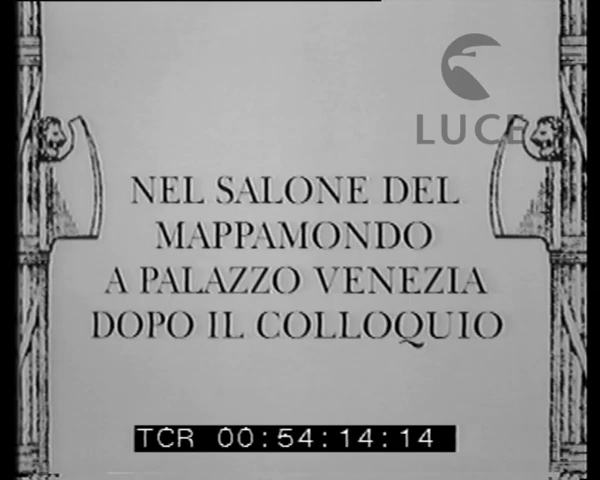 LUCE
NEL SALONE DEL
MAPPAMONDO
A PALAZZO VENEZIA
DOPO IL COLLOQUIO
TCR 00:54:14:14